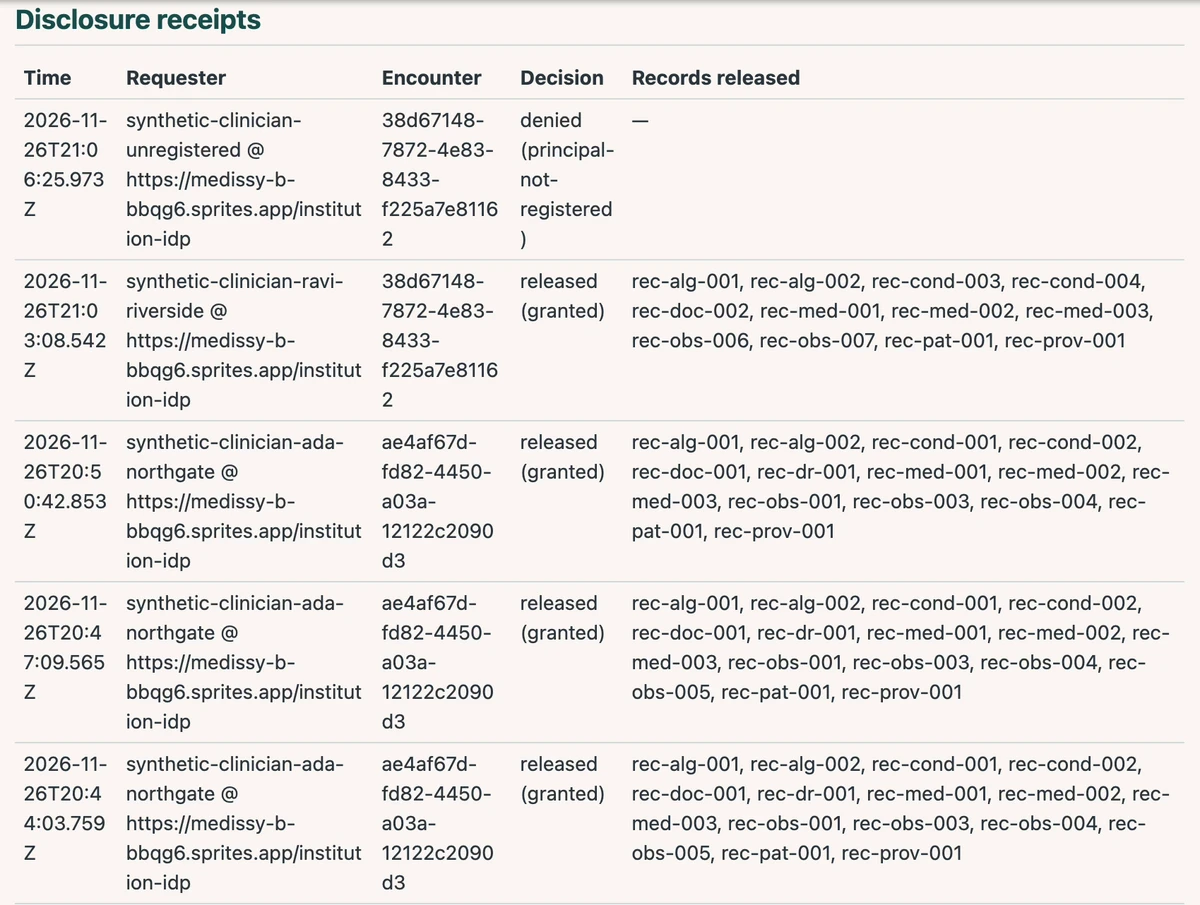 Disclosure receipts
Time Requester Encounter Decision Records released
2026-11- synthetic-clinician- 38d67148- denied —
26T21:0 unregistered @ 7872-4e83- (principal-
6:25.973 https://medissy-b- 8433- not-
Z bbqg6.sprites.app/institut f225a7e8116 registered
ion-idp 2 )
2026-11- synthetic-clinician-ravi- 38d67148- released rec-alg-001, rec-alg-002, rec-cond-003, rec-cond-004,
26T21:0 riverside @ 7872-4e83- (granted) rec-doc-002, rec-med-001, rec-med-002, rec-med-003,
3:08.542 https://medissy-b- 8433- rec-obs-006, rec-obs-007, rec-pat-001, rec-prov-001
Z bbqg6.sprites.app/institut f225a7e8116
ion-idp 2
2026-11- synthetic-clinician-ada- ae4af67d- released rec-alg-001, rec-alg-002, rec-cond-001, rec-cond-002,
26T20:5 northgate @ fd82-4450- (granted) rec-doc-001, rec-dr-001, rec-med-001, rec-med-002, rec-
0:42.853 https://medissy-b- a03a- med-003, rec-obs-001, rec-obs-003, rec-obs-004, rec-
Z bbqg6.sprites.app/institut 12122c2090 pat-001, rec-prov-001
ion-idp d3
2026-11- synthetic-clinician-ada- ae4af67d- released rec-alg-001, rec-alg-002, rec-cond-001, rec-cond-002,
26T20:4 northgate @ fd82-4450- (granted) rec-doc-001, rec-dr-001, rec-med-001, rec-med-002, rec-
7:09.565 https://medissy-b- a03a- med-003, rec-obs-001, rec-obs-003, rec-obs-004, rec-
Z bbqg6.sprites.app/institut 12122c2090 obs-005, rec-pat-001, rec-prov-001
ion-idp d3
2026-11- synthetic-clinician-ada- ae4af67d- released rec-alg-001, rec-alg-002, rec-cond-001, rec-cond-002,
26T20:4 northgate @ fd82-4450- (granted) rec-doc-001, rec-dr-001, rec-med-001, rec-med-002, rec-
4:03.759 https://medissy-b- a03a- med-003, rec-obs-001, rec-obs-003, rec-obs-004, rec-
Z bbqg6.sprites.app/institut 12122c2090 obs-005, rec-pat-001, rec-prov-001
ion-idp d3